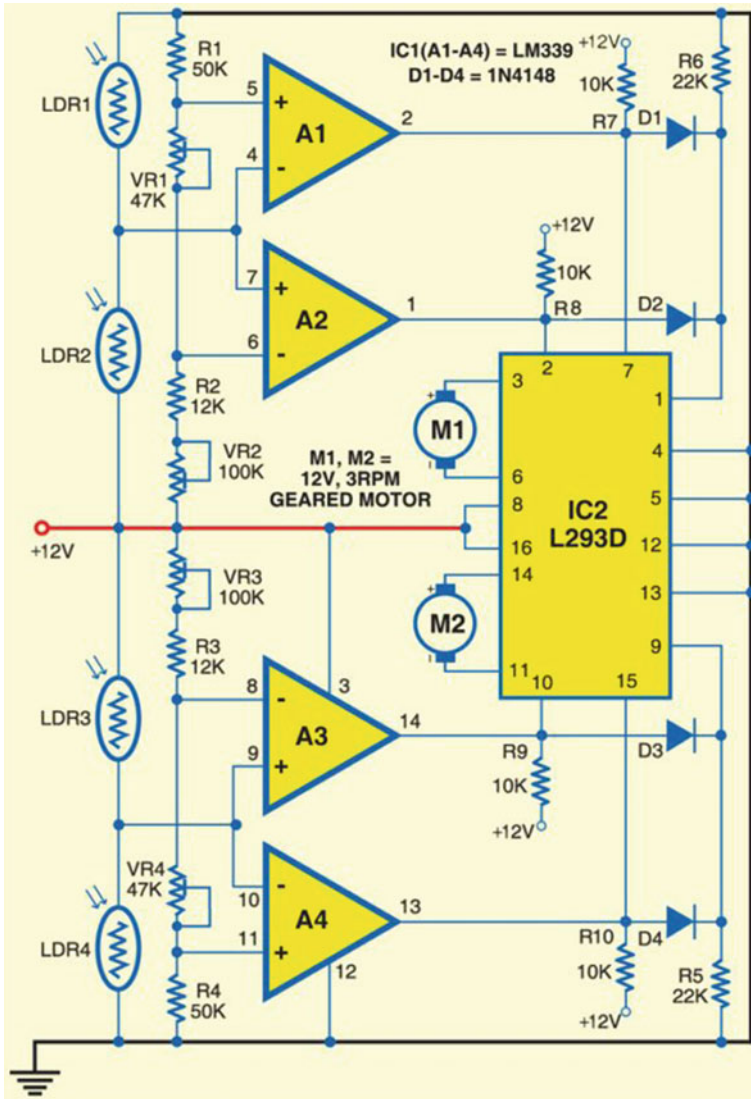 R1
50K
LDR1
5
+
A1
2
4
-
VR1
47K
IC1(A1-A4) = LM339
D1-D4 = 1N4148
+12V
10K
R7
R6
22K
D1
7
+
A2
1
6
-
+12V
10K
R8
D2
LDR2
R2
12K
VR2
100K
M1, M2 =
12V, 3RPM
GEARED MOTOR
+
M1
-
3
2
7
1
6
4
8
5
IC2
L293D
16
12
14
13
+
M2
-
11
9
10
15
+12V
VR3
100K
R3
12K
LDR3
8
-
3
A3
14
9
+
R9
10K
+12V
D3
VR4
47K
LDR4
10
-
A4
13
11
+
12
R10
10K
+12V
D4
R5
22K
R4
50K